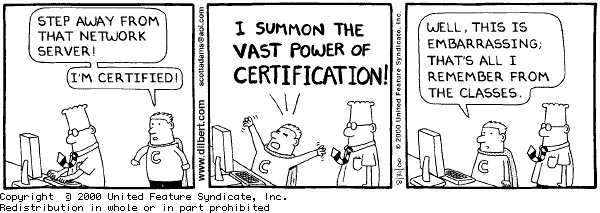 STEP AWAY FROM
THAT NETWORK
SERVER!
I'M CERTIFIED!
C
www.dilbert.com
scottadams@aol.com
I SUMMON THE
VAST POWER OF
CERTIFICATION!
C
© 2000 United Feature Syndicate, Inc.
WELL, THIS IS
EMBARRASSING;
THAT'S ALL I
REMEMBER FROM
THE CLASSES.
C
Copyright © 2000 United Feature Syndicate, Inc.
Redistribution in whole or in part prohibited